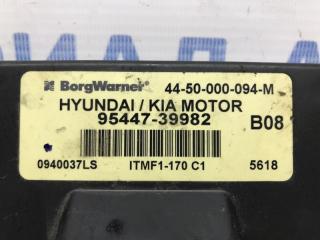 BorgWarner 44-50-000-094-M
HYUNDAI / KIA MOTOR
95447-39982 B08
0940037LS ITMF1-170 C1 5618